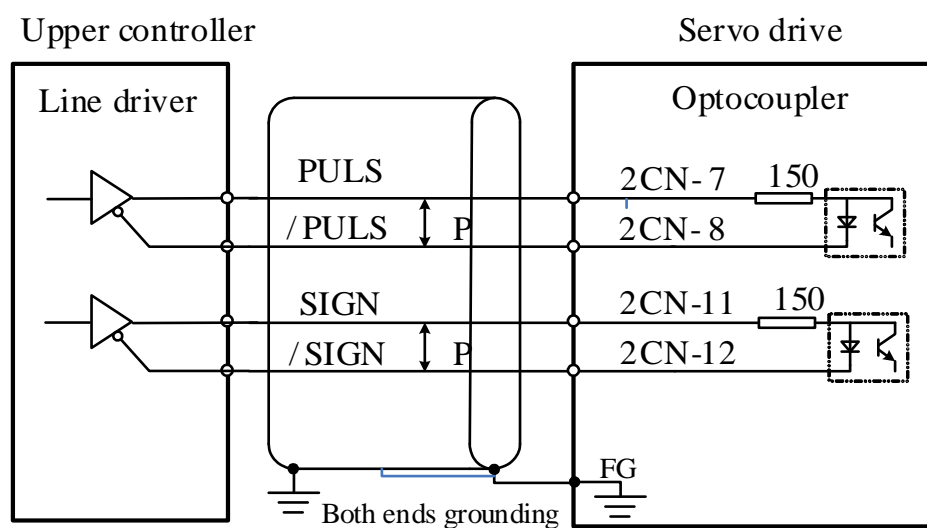 Upper controller
Servo drive
Line driver
Optocoupler
PULS
2CN-7
150
/PULS
P
2CN-8
SIGN
2CN-11
150
/SIGN
P
2CN-12
FG
Both ends grounding